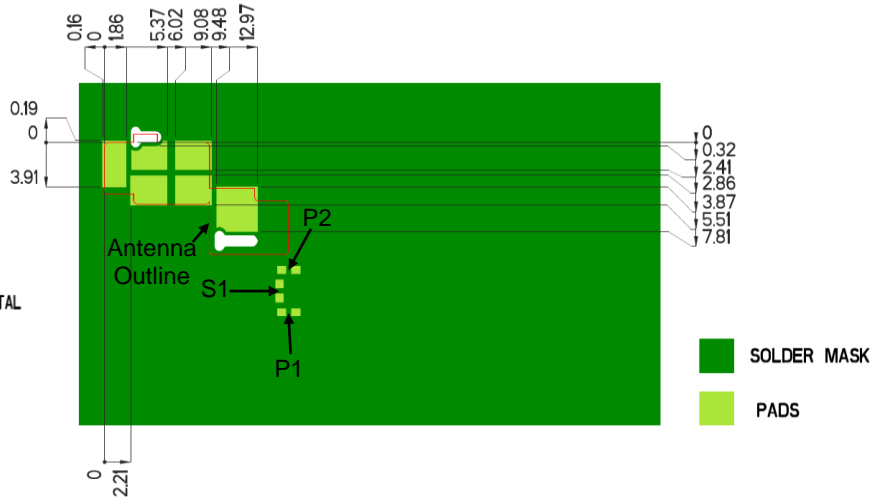 0.16
0
1.86
5.37
6.02
9.08
9.48
12.97
0.19
0
3.91
0
0.32
2.41
2.86
3.87
5.51
7.81
P2
Antenna
Outline
S1
TAL
P1
SOLDER MASK
PADS
0
2.21